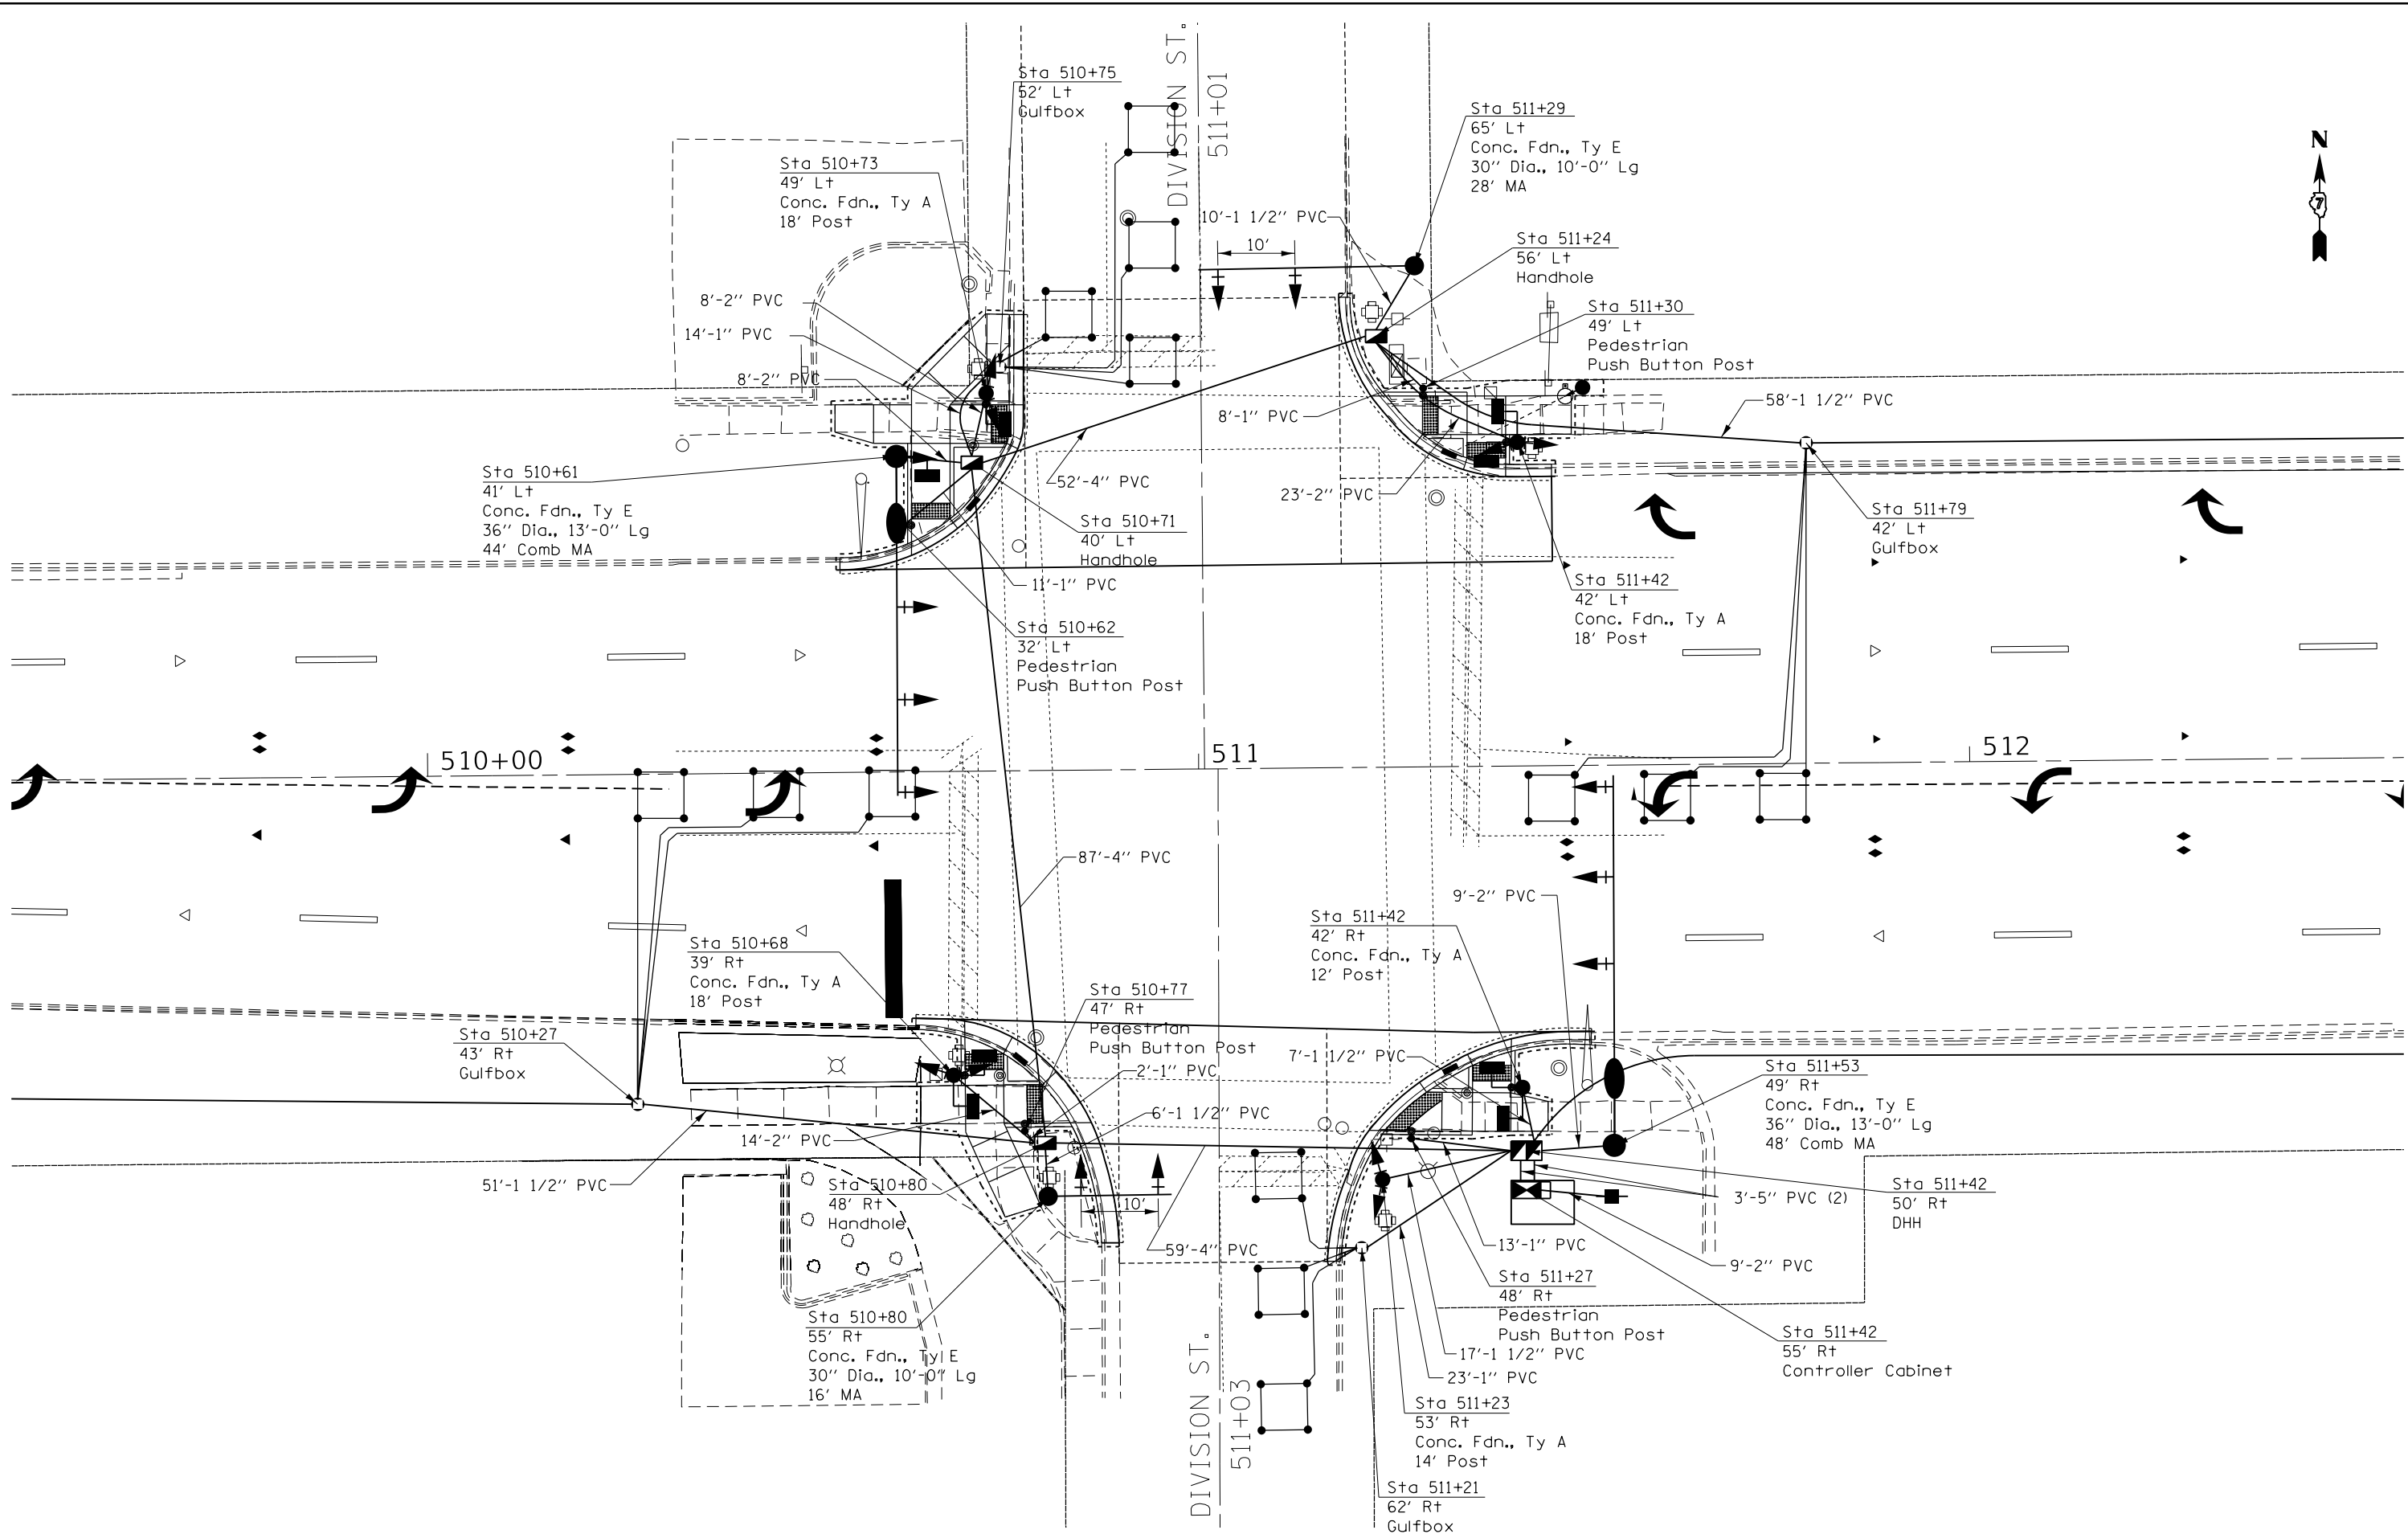 Sta 510+75
52' Lt
Gulfbox
DIVISION ST.
511+01
Sta 511+29
65' Lt
Conc. Fdn., Ty E
30" Dia., 10'-0" Lg
28' MA
N
7
Sta 510+73
49' Lt
Conc. Fdn., Ty A
18' Post
10'-1 1/2" PVC
10'
Sta 511+24
56' Lt
Handhole
8'-2" PVC
14'-1" PVC
8'-2" PVC
Sta 511+30
49' Lt
Pedestrian
Push Button Post
8'-1" PVC
58'-1 1/2" PVC
Sta 510+61
41' Lt
Conc. Fdn., Ty E
36" Dia., 13'-0" Lg
44' Comb MA
52'-4" PVC
23'-2" PVC
Sta 510+71
40' Lt
Handhole
Sta 511+79
42' Lt
Gulfbox
11'-1" PVC
Sta 511+42
42' Lt
Conc. Fdn., Ty A
18' Post
Sta 510+62
32' Lt
Pedestrian
Push Button Post
510+00
511
512
87'-4" PVC
9'-2" PVC
Sta 511+42
42' Rt
Conc. Fdn., Ty A
12' Post
Sta 510+68
39' Rt
Conc. Fdn., Ty A
18' Post
Sta 510+77
47' Rt
Pedestrian
Push Button Post
Sta 510+27
43' Rt
Gulfbox
7'-1 1/2" PVC
2'-1" PVC
Sta 511+53
49' Rt
Conc. Fdn., Ty E
36" Dia., 13'-0" Lg
48' Comb MA
6'-1 1/2" PVC
14'-2" PVC
51'-1 1/2" PVC
Sta 510+80
48' Rt
Handhole
10'
3'-5" PVC (2)
Sta 511+42
50' Rt
DHH
59'-4" PVC
13'-1" PVC
9'-2" PVC
Sta 511+27
48' Rt
Pedestrian
Push Button Post
Sta 510+80
55' Rt
Conc. Fdn., Ty E
30" Dia., 10'-0" Lg
16' MA
17'-1 1/2" PVC
23'-1" PVC
Sta 511+42
55' Rt
Controller Cabinet
DIVISION ST.
511+03
Sta 511+23
53' Rt
Conc. Fdn., Ty A
14' Post
Sta 511+21
62' Rt
Gulfbox